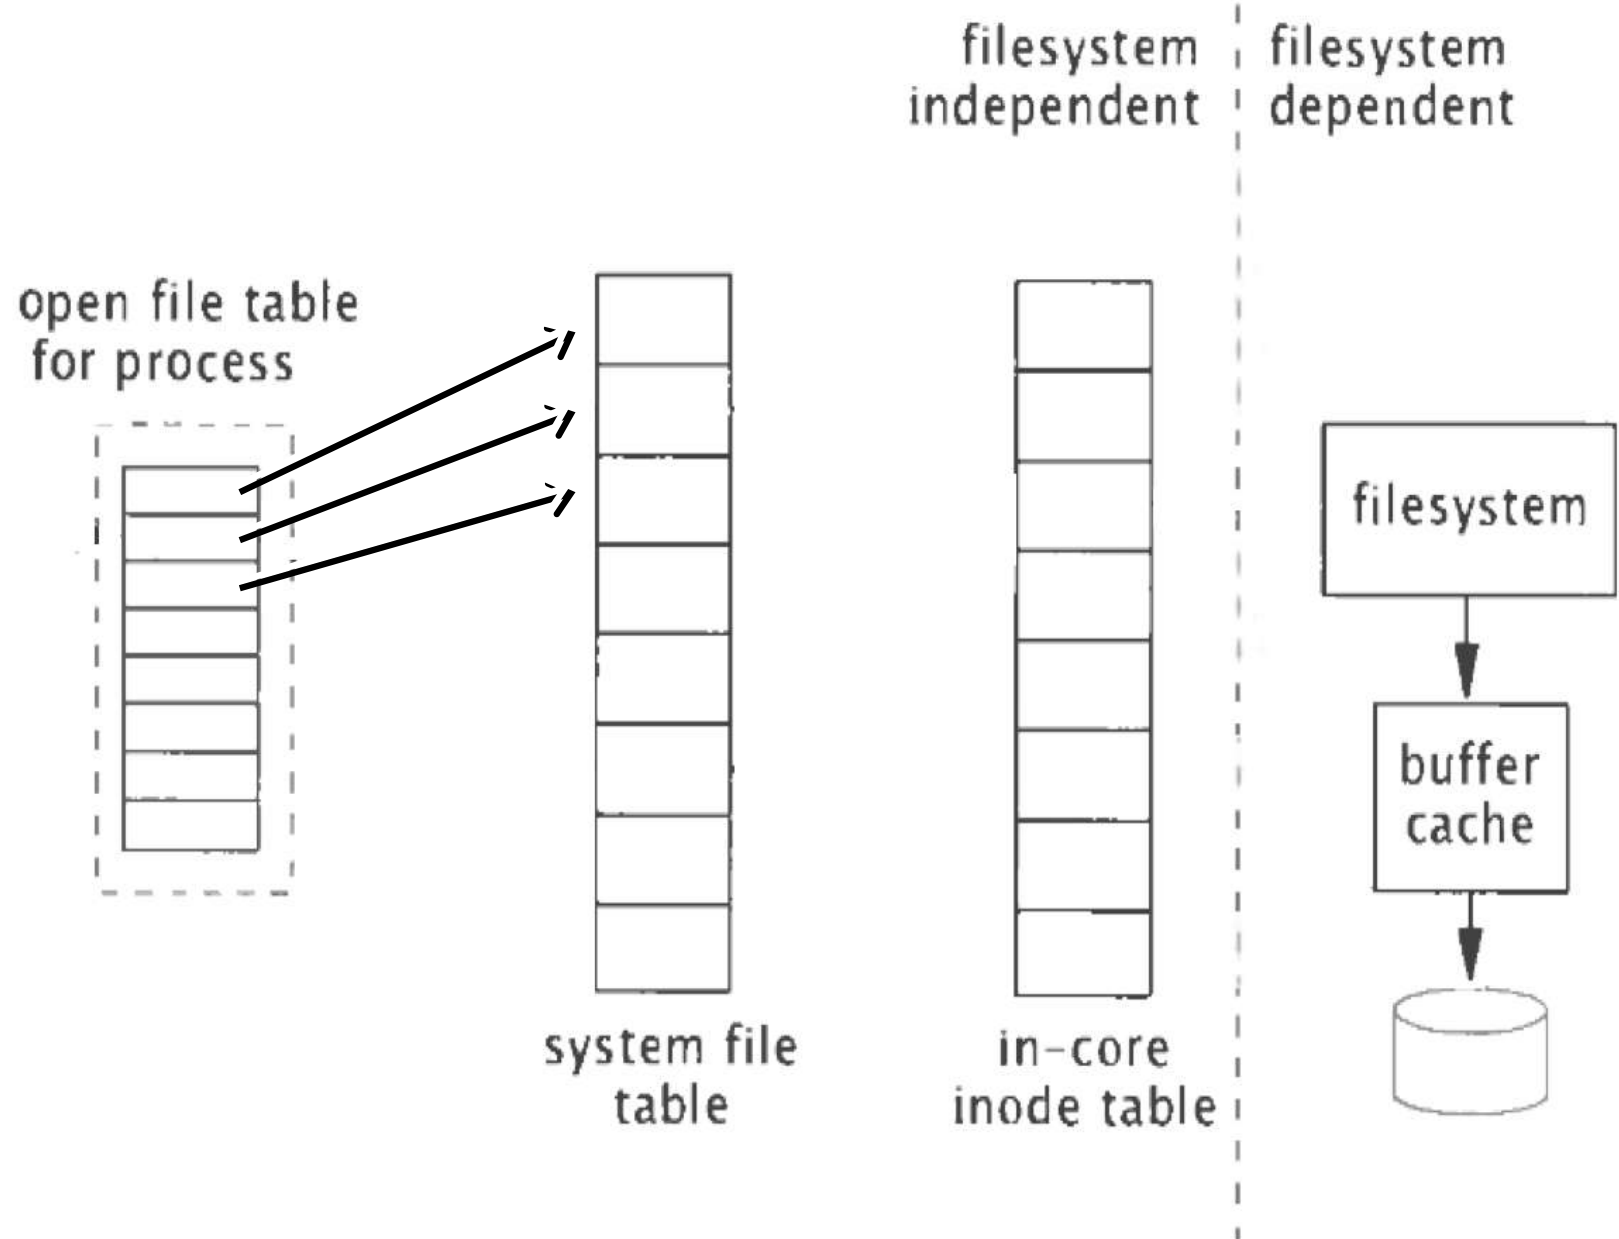 filesystem
independent
filesystem
dependent
open file table
for process
filesystem
buffer
cache
system file
table
in-core
inode table